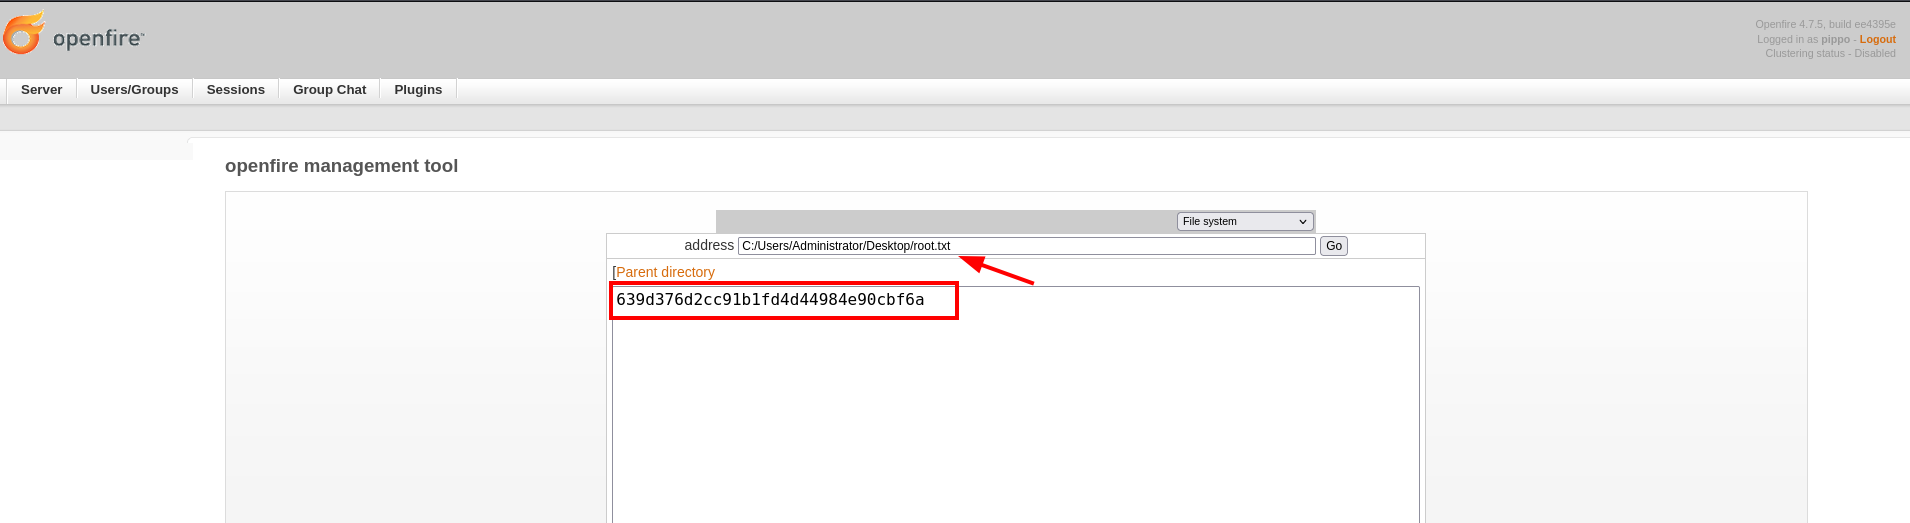 openfire™
Openfire 4.7.5, build ee4395e
Logged in as pippo - Logout
Clustering status - Disabled
Server Users/Groups Sessions Group Chat Plugins
openfire management tool
File system
address C:/Users/Administrator/Desktop/root.txt Go
[Parent directory
639d376d2cc91b1fd4d44984e90cbf6a